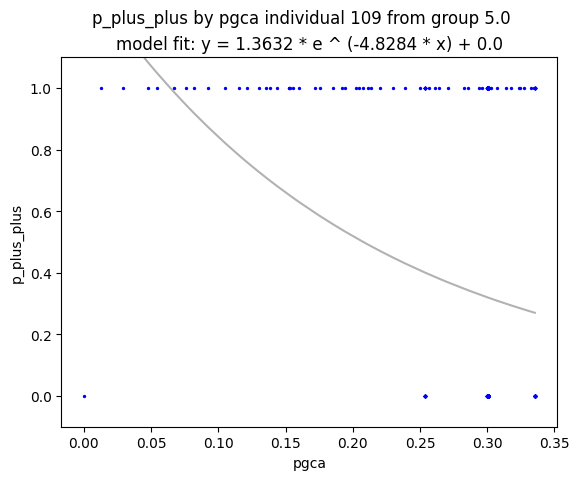 p_plus_plus by pgca individual 109 from group 5.0
model fit: y = 1.3632 * e ^ (-4.8284 * x) + 0.0
1.0
0.8
0.6
0.4
0.2
0.0
p_plus_plus
0.00 0.05 0.10 0.15 0.20 0.25 0.30 0.35
pgca